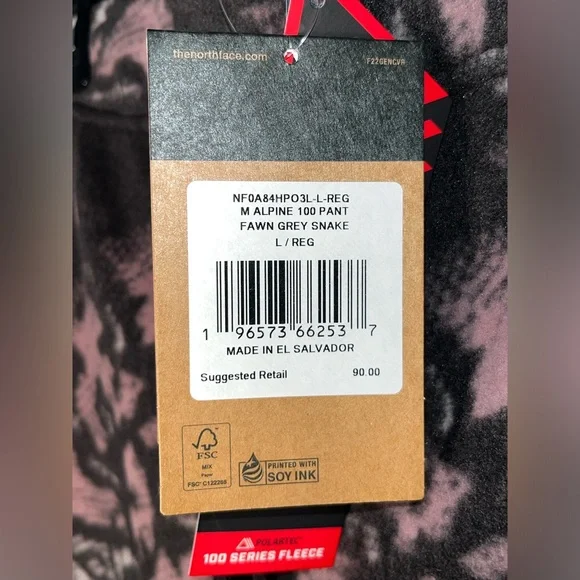 thenorthface.com
F22GENCVR
NF0A84HPO3L-L-REG
M ALPINE 100 PANT
FAWN GREY SNAKE
L / REG
1 96573 66253 7
MADE IN EL SALVADOR
Suggested Retail 90.00
FSC
MIX
Paper
FSC® C122268
PRINTED WITH
SOY INK
POLARTEC
100 SERIES FLEECE